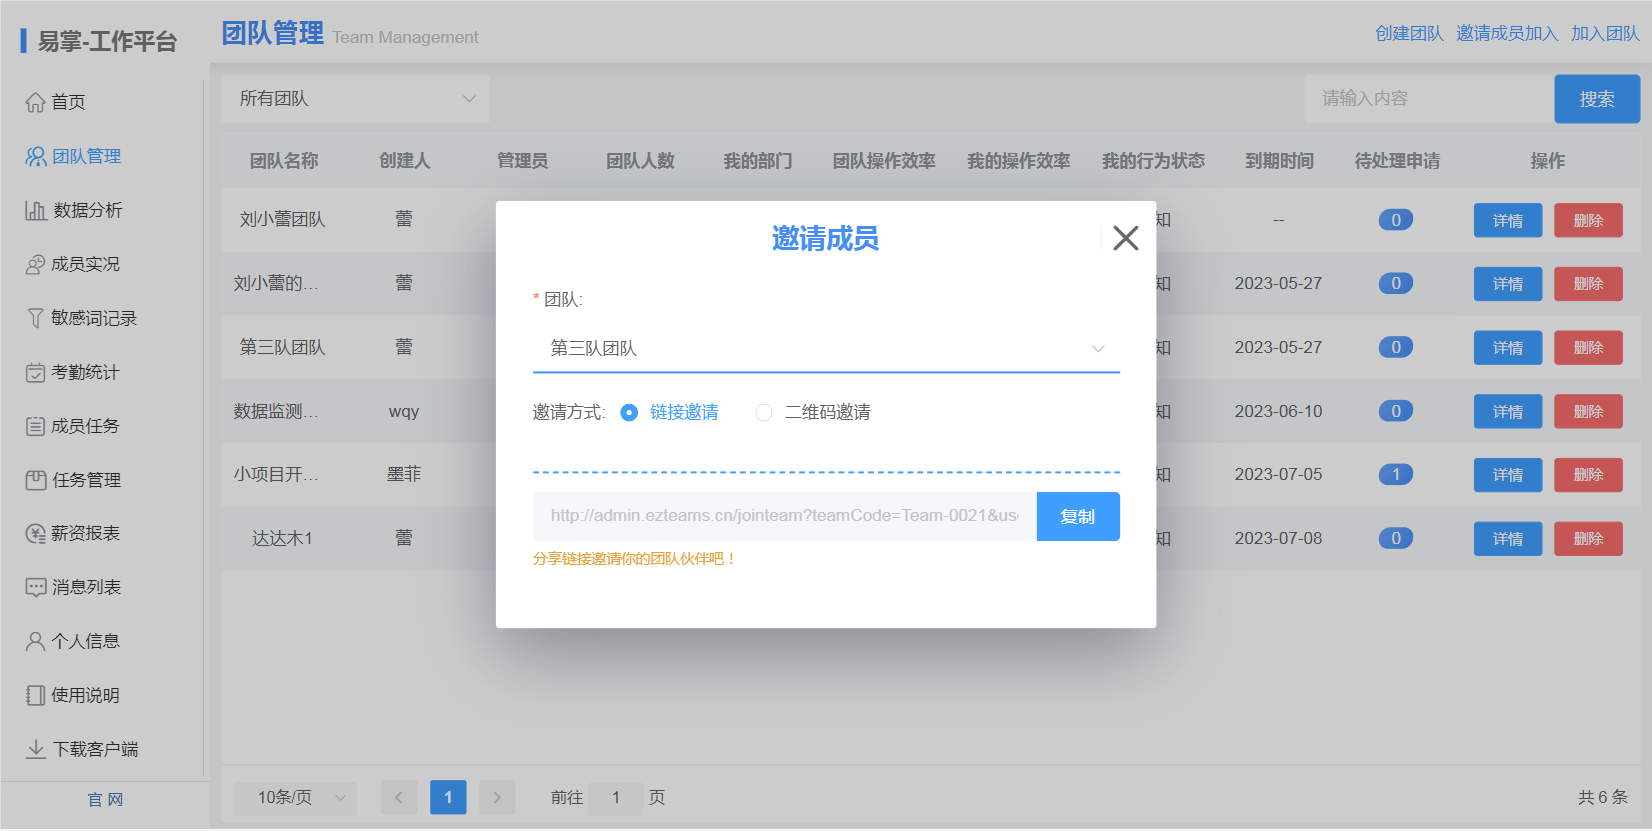 易掌-工作平台
首页
团队管理
数据分析
成员实况
敏感词记录
考勤统计
成员任务
任务管理
薪资报表
消息列表
个人信息
使用说明
下载客户端
官 网
团队管理 Team Management
创建团队 邀请成员加入 加入团队
所有团队 请输入内容 搜索
团队名称 创建人 管理员 团队人数 我的部门 团队操作效率 我的操作效率 我的行为状态 到期时间 待处理申请 操作
刘小蕾团队 蕾 知 -- 0 详情 删除
刘小蕾的... 蕾 知 2023-05-27 0 详情 删除
第三队团队 蕾 知 2023-05-27 0 详情 删除
数据监测... wqy 知 2023-06-10 0 详情 删除
小项目开... 墨菲 知 2023-07-05 1 详情 删除
达达木1 蕾 知 2023-07-08 0 详情 删除
邀请成员
* 团队:
第三队团队
邀请方式: 链接邀请 二维码邀请
http://admin.ezteams.cn/jointeam?teamCode=Team-0021&us 复制
分享链接邀请你的团队伙伴吧！
10条/页 1 前往 1 页 共 6 条